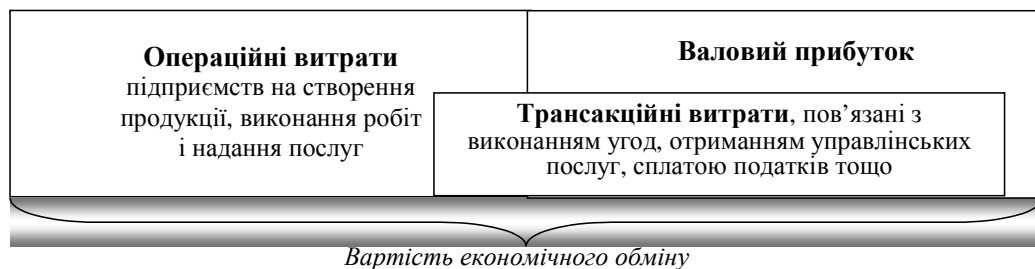 Операційні витрати
підприємств на створення
продукції, виконання робіт
і надання послуг
Валовий прибуток
Трансакційні витрати, пов’язані з
виконанням угод, отриманням управлінських
послуг, сплатою податків тощо
Вартість економічного обміну